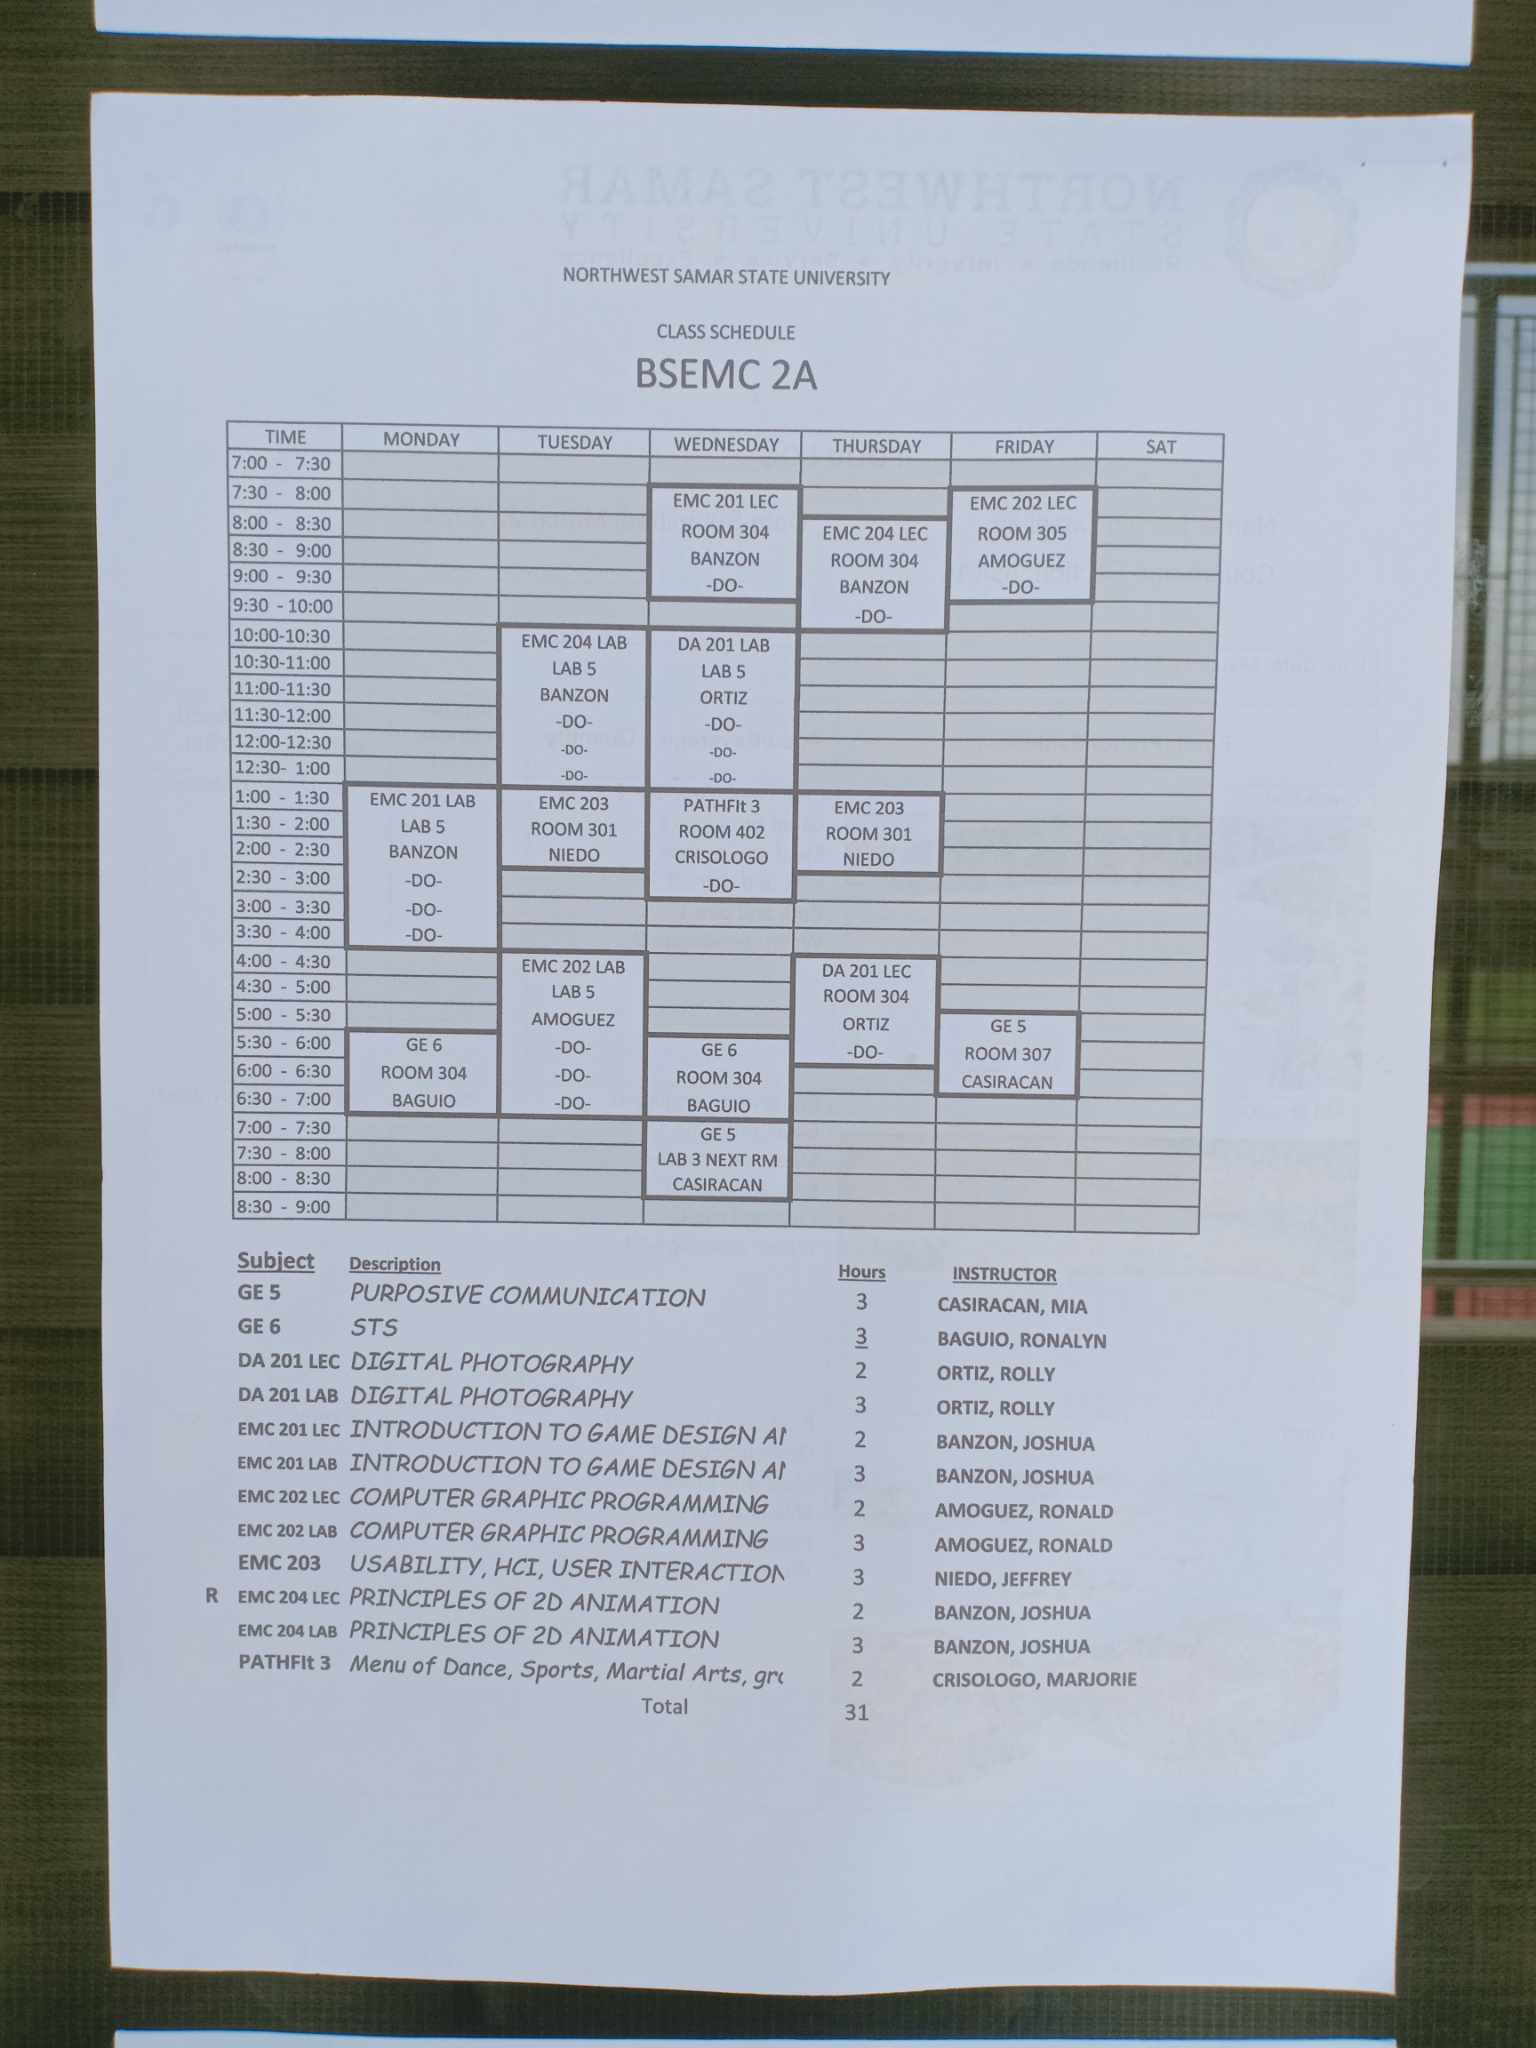 NORTHWEST SAMAR STATE UNIVERSITY
CLASS SCHEDULE
BSEMC 2A
TIME MONDAY TUESDAY WEDNESDAY THURSDAY FRIDAY SAT
7:00 - 7:30
7:30 - 8:00 EMC 201 LEC EMC 202 LEC
8:00 - 8:30 ROOM 304 EMC 204 LEC ROOM 305
8:30 - 9:00 BANZON ROOM 304 AMOGUEZ
9:00 - 9:30 -DO- BANZON -DO-
9:30 - 10:00 -DO-
10:00-10:30 EMC 204 LAB DA 201 LAB
10:30-11:00 LAB 5 LAB 5
11:00-11:30 BANZON ORTIZ
11:30-12:00 -DO- -DO-
12:00-12:30 -DO- -DO-
12:30- 1:00 -DO- -DO-
1:00 - 1:30 EMC 201 LAB EMC 203 PATHFIt 3 EMC 203
1:30 - 2:00 LAB 5 ROOM 301 ROOM 402 ROOM 301
2:00 - 2:30 BANZON NIEDO CRISOLOGO NIEDO
2:30 - 3:00 -DO- -DO-
3:00 - 3:30 -DO-
3:30 - 4:00 -DO-
4:00 - 4:30 EMC 202 LAB DA 201 LEC
4:30 - 5:00 LAB 5 ROOM 304
5:00 - 5:30 AMOGUEZ ORTIZ GE 5
5:30 - 6:00 GE 6 -DO- GE 6 -DO- ROOM 307
6:00 - 6:30 ROOM 304 -DO- ROOM 304 CASIRACAN
6:30 - 7:00 BAGUIO -DO- BAGUIO
7:00 - 7:30 GE 5
7:30 - 8:00 LAB 3 NEXT RM
8:00 - 8:30 CASIRACAN
8:30 - 9:00
Subject Description Hours INSTRUCTOR
GE 5 PURPOSIVE COMMUNICATION 3 CASIRACAN, MIA
GE 6 STS 3 BAGUIO, RONALYN
DA 201 LEC DIGITAL PHOTOGRAPHY 2 ORTIZ, ROLLY
DA 201 LAB DIGITAL PHOTOGRAPHY 3 ORTIZ, ROLLY
EMC 201 LEC INTRODUCTION TO GAME DESIGN 2 BANZON, JOSHUA
EMC 201 LAB INTRODUCTION TO GAME DESIGN 3 BANZON, JOSHUA
EMC 202 LEC COMPUTER GRAPHIC PROGRAMMING 2 AMOGUEZ, RONALD
EMC 202 LAB COMPUTER GRAPHIC PROGRAMMING 3 AMOGUEZ, RONALD
EMC 203 USABILITY, HCI, USER INTERACTION 3 NIEDO, JEFFREY
R EMC 204 LEC PRINCIPLES OF 2D ANIMATION 2 BANZON, JOSHUA
EMC 204 LAB PRINCIPLES OF 2D ANIMATION 3 BANZON, JOSHUA
PATHFIt 3 Menu of Dance, Sports, Martial Arts, 2 CRISOLOGO, MARJORIE
Total 31